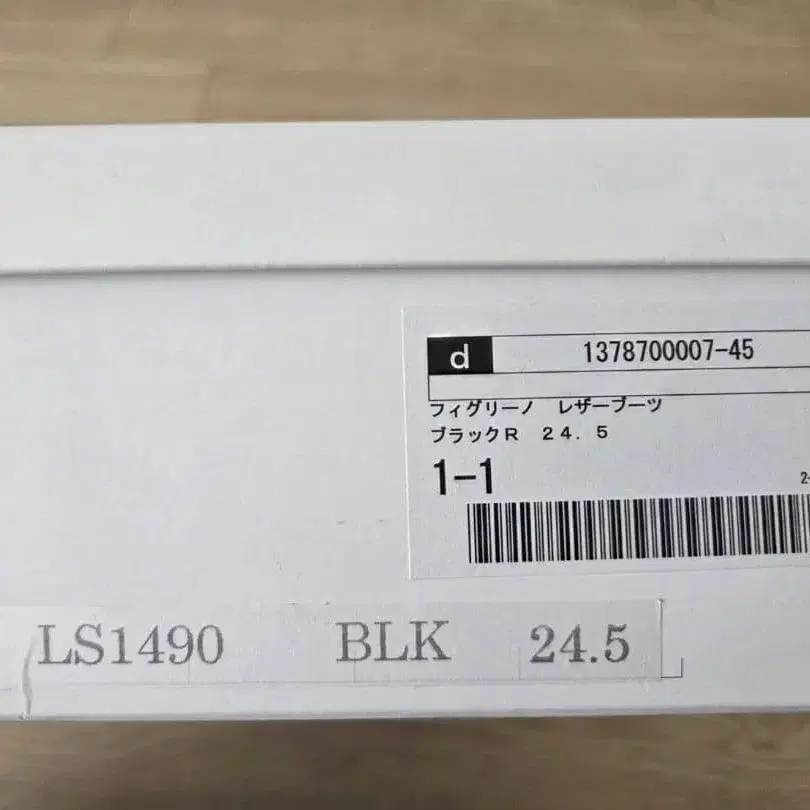 d 1378700007-45
フィグリーノ　レザーブーツ
ブラックＲ　２４．５
1-1
LS1490 BLK 24.5